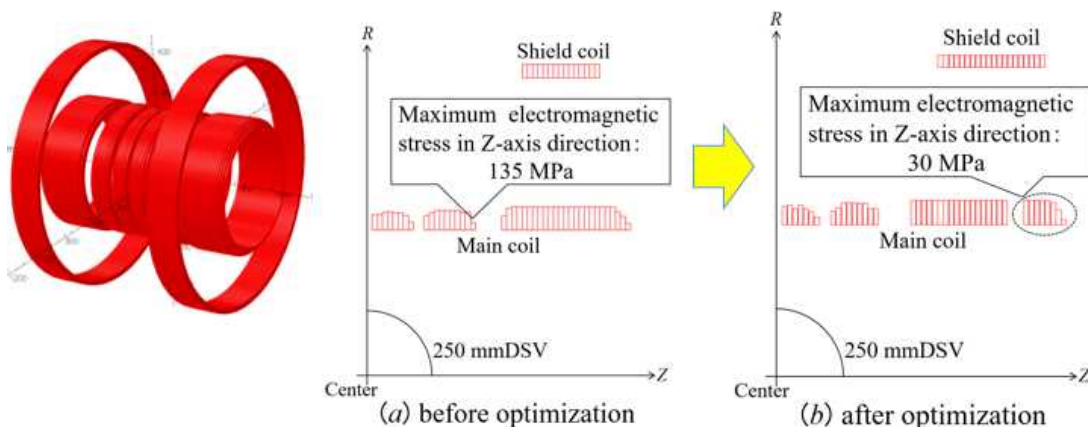 R
Shield coil
Maximum electromagnetic
stress in Z-axis direction:
135 MPa
Main coil
250 mmDSV
Center
Z
(a) before optimization
R
Shield coil
Maximum electromagnetic
stress in Z-axis direction:
30 MPa
Main coil
250 mmDSV
Center
Z
(b) after optimization